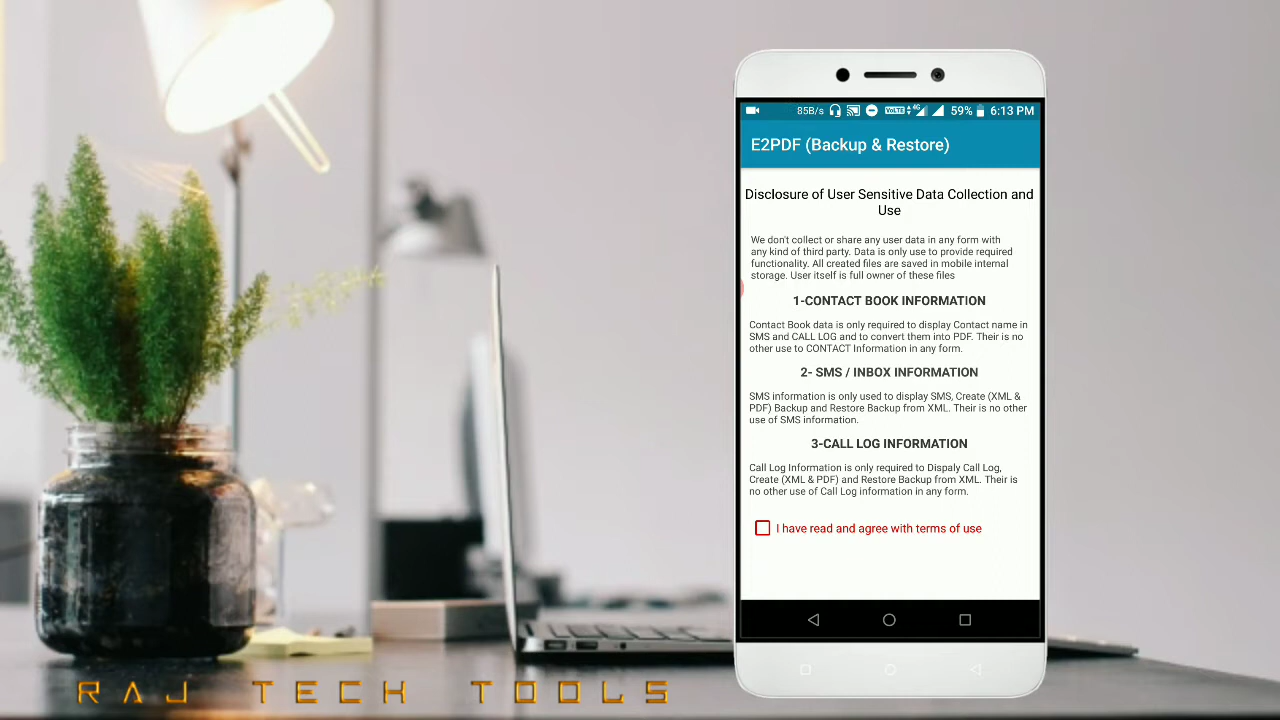 85B/s VoLTE 4G 59% 6:13 PM
E2PDF (Backup & Restore)
Disclosure of User Sensitive Data Collection and
Use
We don't collect or share any user data in any form with
any kind of third party. Data is only use to provide required
functionality. All created files are saved in mobile internal
storage. User itself is full owner of these files
1-CONTACT BOOK INFORMATION
Contact Book data is only required to display Contact name in
SMS and CALL LOG and to convert them into PDF. Their is no
other use to CONTACT Information in any form.
2- SMS / INBOX INFORMATION
SMS information is only used to display SMS, Create (XML &
PDF) Backup and Restore Backup from XML. Their is no other
use of SMS information.
3-CALL LOG INFORMATION
Call Log Information is only required to Dispaly Call Log,
Create (XML & PDF) and Restore Backup from XML. Their is
no other use of Call Log information in any form.
I have read and agree with terms of use
RAJ TECH TOOLS